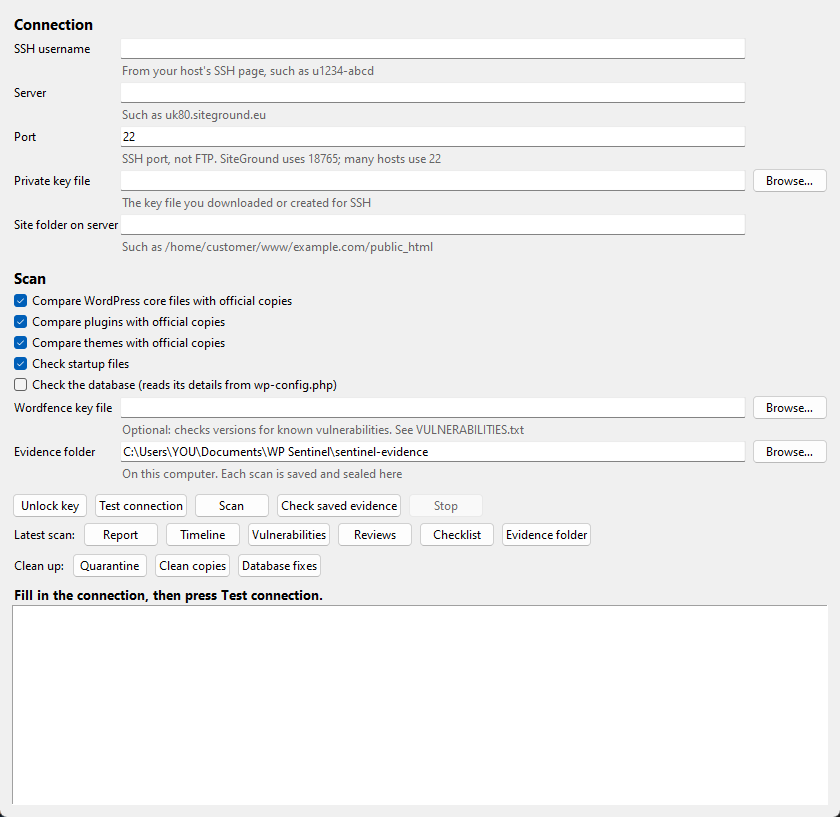 Connection
SSH username
From your host's SSH page, such as u1234-abcd
Server
Such as uk80.siteground.eu
Port 22
SSH port, not FTP. SiteGround uses 18765; many hosts use 22
Private key file Browse...
The key file you downloaded or created for SSH
Site folder on server
Such as /home/customer/www/example.com/public_html
Scan
Compare WordPress core files with official copies
Compare plugins with official copies
Compare themes with official copies
Check startup files
Check the database (reads its details from wp-config.php)
Wordfence key file Browse...
Optional: checks versions for known vulnerabilities. See VULNERABILITIES.txt
Evidence folder C:\Users\YOU\Documents\WP Sentinel\sentinel-evidence Browse...
On this computer. Each scan is saved and sealed here
Unlock key Test connection Scan Check saved evidence Stop
Latest scan: Report Timeline Vulnerabilities Reviews Checklist Evidence folder
Clean up: Quarantine Clean copies Database fixes
Fill in the connection, then press Test connection.